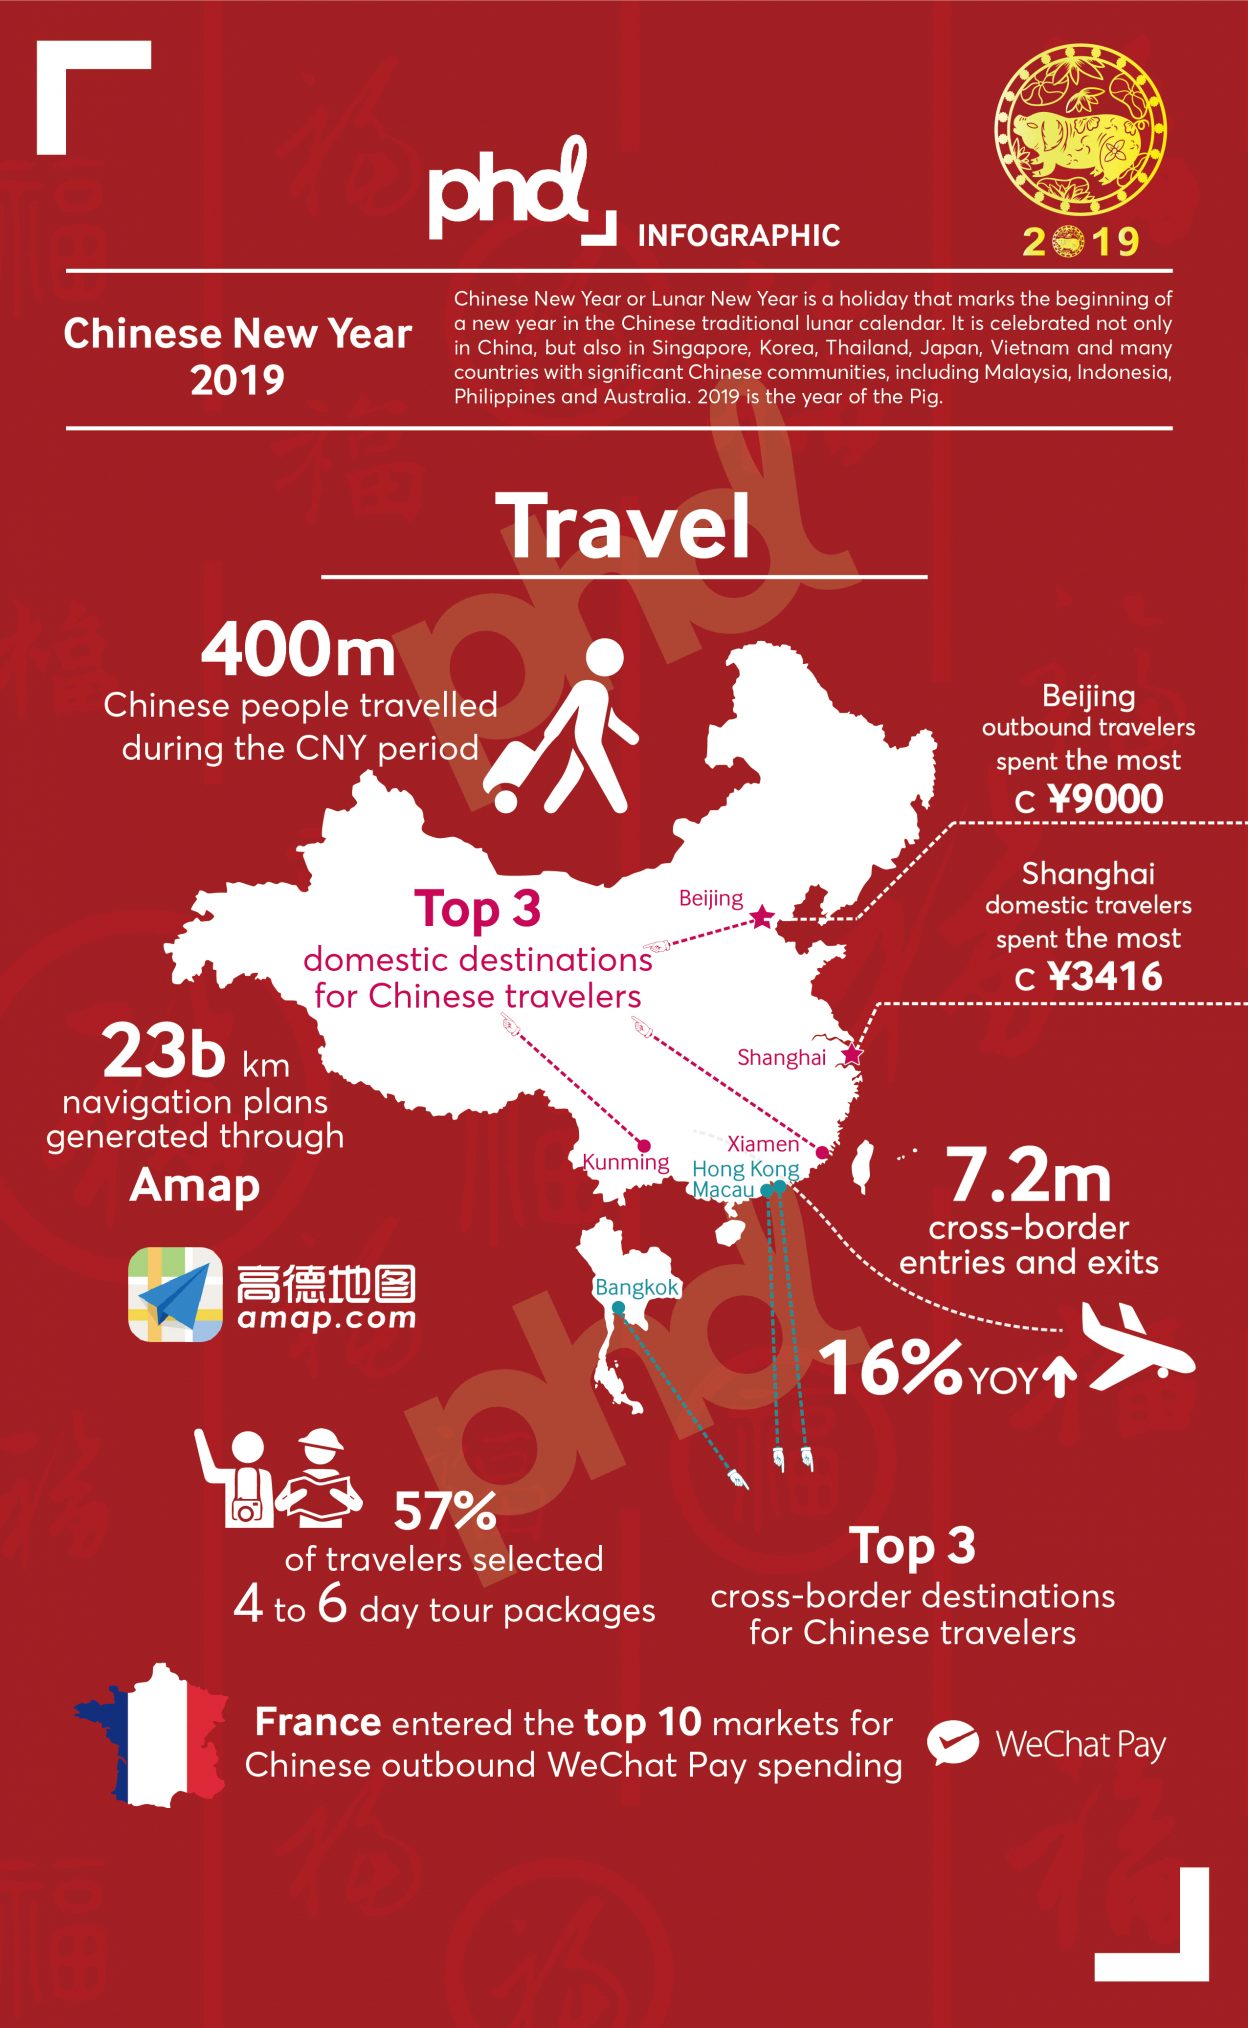 phd INFOGRAPHIC
2019
Chinese New Year
2019
Chinese New Year or Lunar New Year is a holiday that marks the beginning of
a new year in the Chinese traditional lunar calendar. It is celebrated not only
in China, but also in Singapore, Korea, Thailand, Japan, Vietnam and many
countries with significant Chinese communities, including Malaysia, Indonesia,
Philippines and Australia. 2019 is the year of the Pig.
Travel
phd
400m
Chinese people travelled
during the CNY period
Beijing
outbound travelers
spent the most
C ¥9000
Shanghai
domestic travelers
spent the most
C ¥3416
Top 3
domestic destinations
for Chinese travelers
Beijing
Shanghai
Xiamen
Kunming
Hong Kong
Macau
Bangkok
23b km
navigation plans
generated through
Amap
高德地图
amap.com
7.2m
cross-border
entries and exits
16% YOY
phd
57%
of travelers selected
4 to 6 day tour packages
Top 3
cross-border destinations
for Chinese travelers
France entered the top 10 markets for
Chinese outbound WeChat Pay spending
WeChat Pay
福